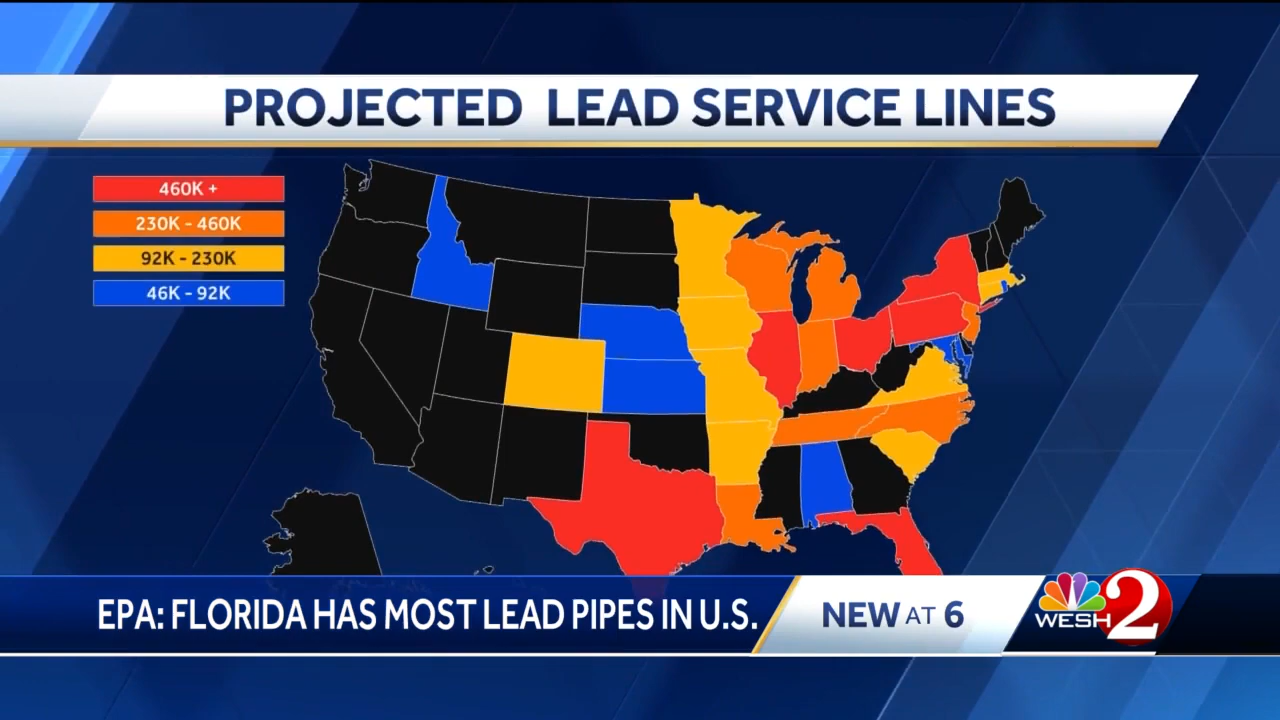 PROJECTED LEAD SERVICE LINES
460K +
230K - 460K
92K - 230K
46K - 92K
EPA: FLORIDA HAS MOST LEAD PIPES IN U.S.
NEW AT 6
WESH 2